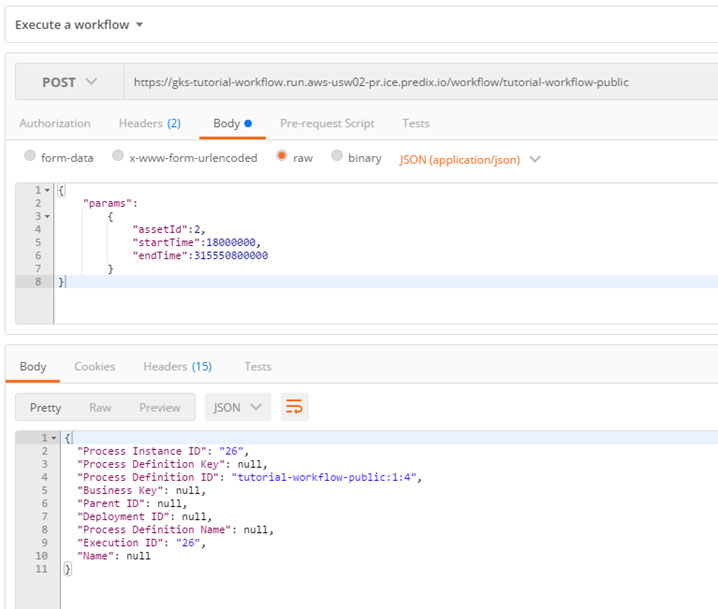 Execute a workflow
POST https://gks-tutorial-workflow.run.aws-usw02-pr.ice.predix.io/workflow/tutorial-workflow-public
Authorization Headers (2) Body Pre-request Script Tests
form-data x-www-form-urlencoded raw binary JSON (application/json)
1 {
2 "params":
3 {
4 "assetId":2,
5 "startTime":18000000,
6 "endTime":315550800000
7 }
8 }
Body Cookies Headers (15) Tests
Pretty Raw Preview JSON
1 {
2 "Process Instance ID": "26",
3 "Process Definition Key": null,
4 "Process Definition ID": "tutorial-workflow-public:1:4",
5 "Business Key": null,
6 "Parent ID": null,
7 "Deployment ID": null,
8 "Process Definition Name": null,
9 "Execution ID": "26",
10 "Name": null
11 }